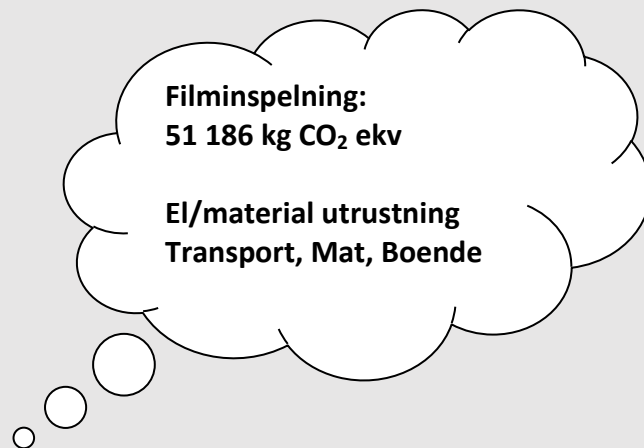 Filminspelning:
51 186 kg CO₂ ekv
El/material utrustning
Transport, Mat, Boende